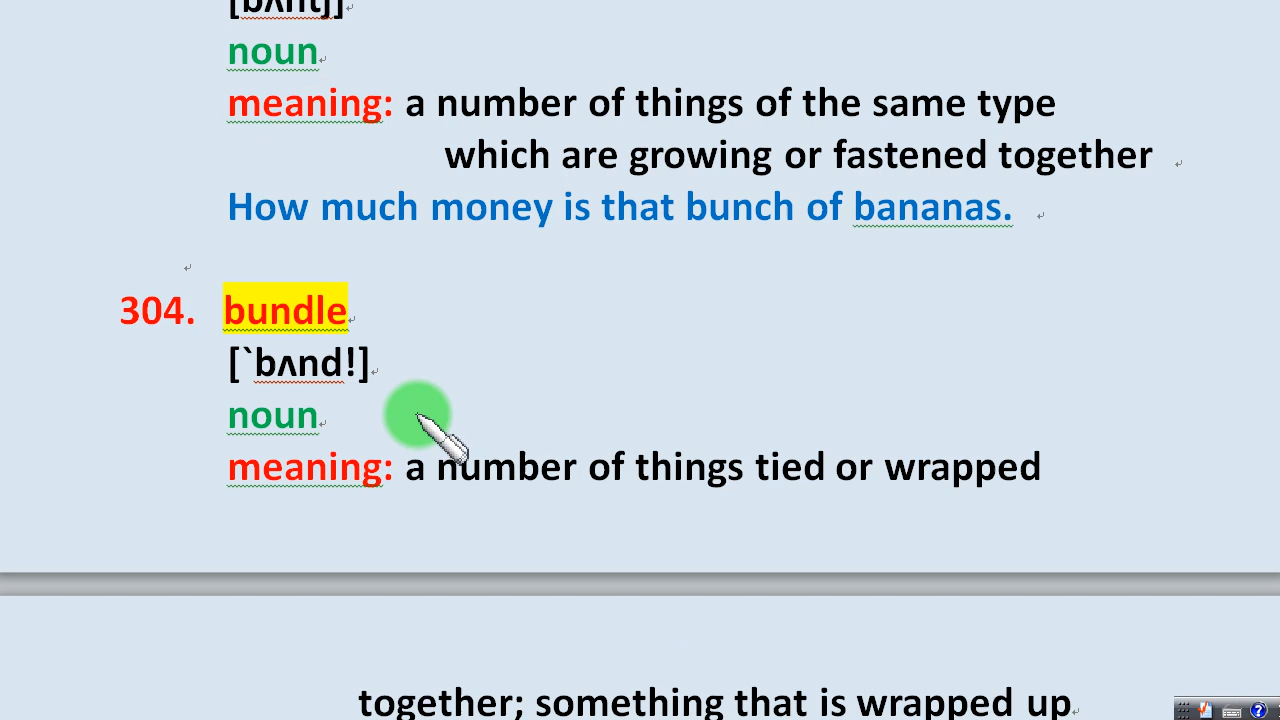 [bʌntʃ]
noun
meaning: a number of things of the same type
which are growing or fastened together
How much money is that bunch of bananas.
304. bundle
[`bʌnd!]
noun
meaning: a number of things tied or wrapped
together; something that is wrapped up